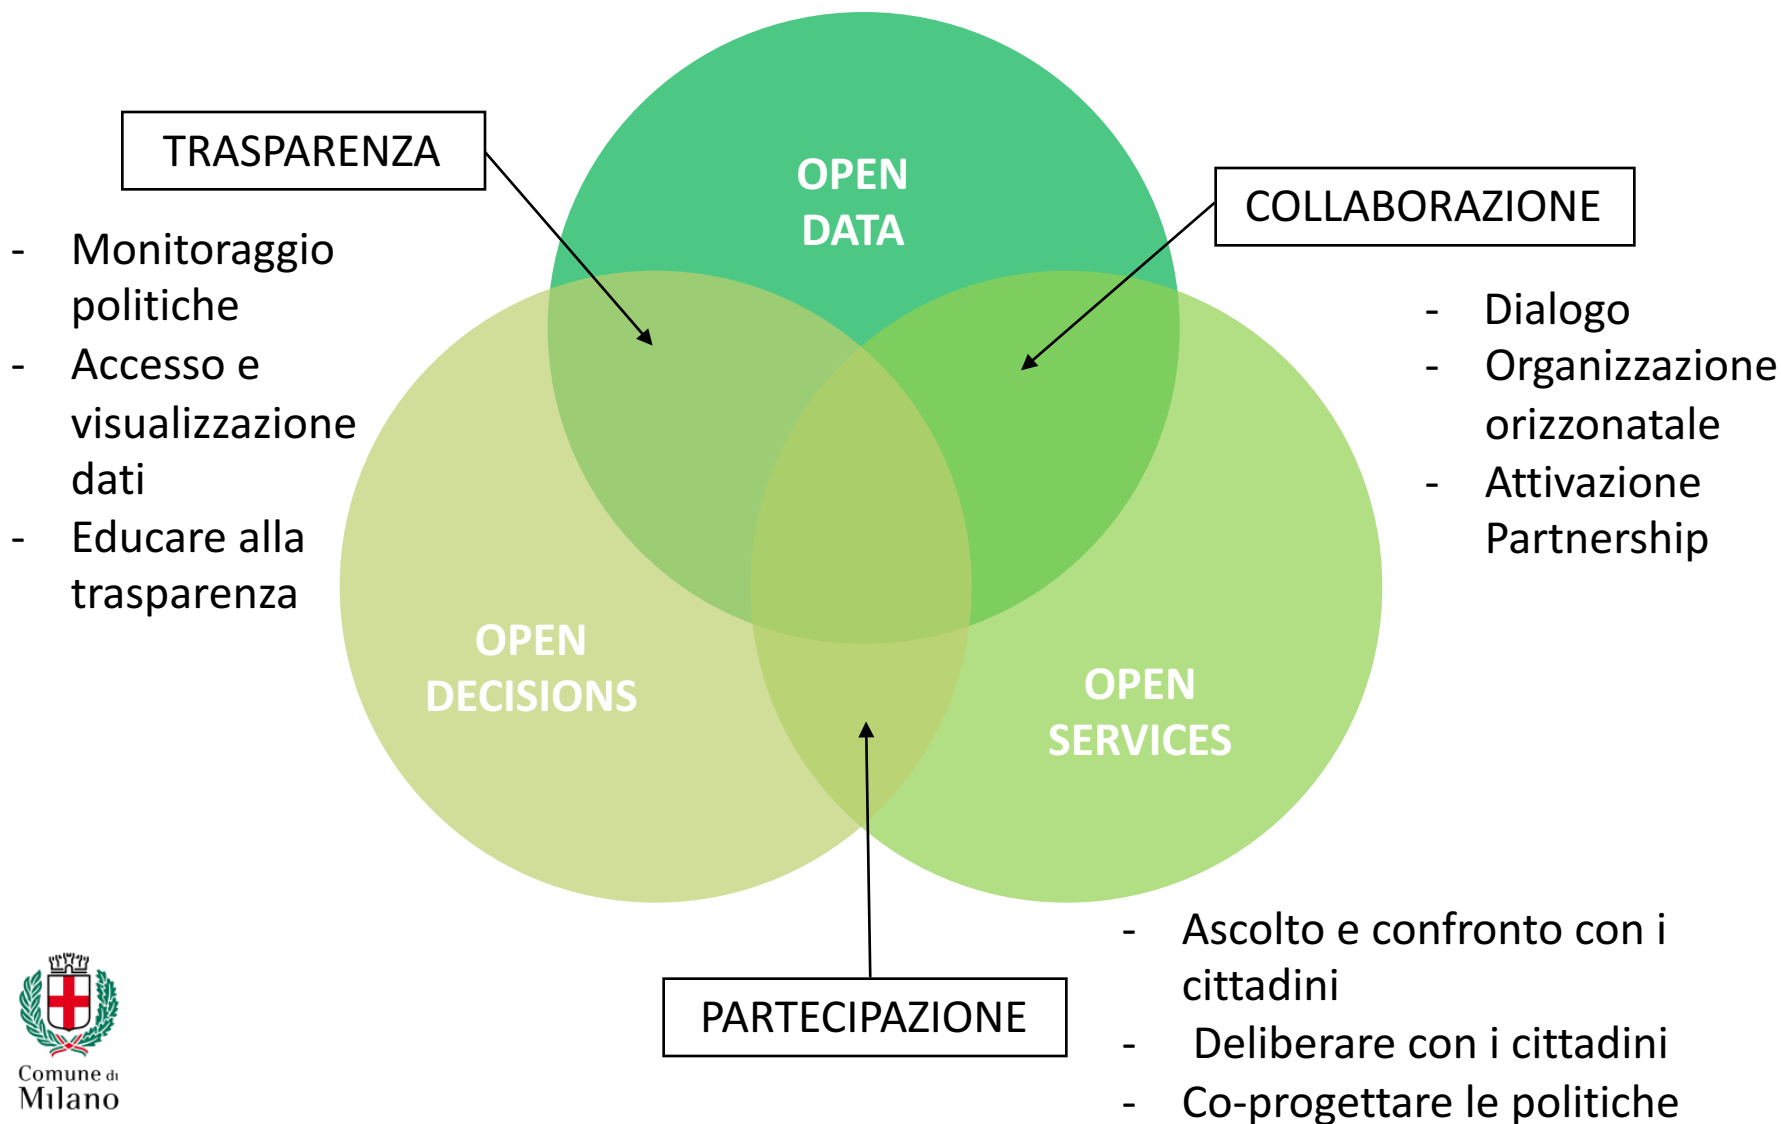 TRASPARENZA
- Monitoraggio
politiche
- Accesso e
visualizzazione
dati
- Educare alla
trasparenza
OPEN
DATA
COLLABORAZIONE
- Dialogo
- Organizzazione
orizzonatale
- Attivazione
Partnership
OPEN
DECISIONS
OPEN
SERVICES
PARTECIPAZIONE
- Ascolto e confronto con i
cittadini
- Deliberare con i cittadini
- Co-progettare le politiche
Comune di
Milano